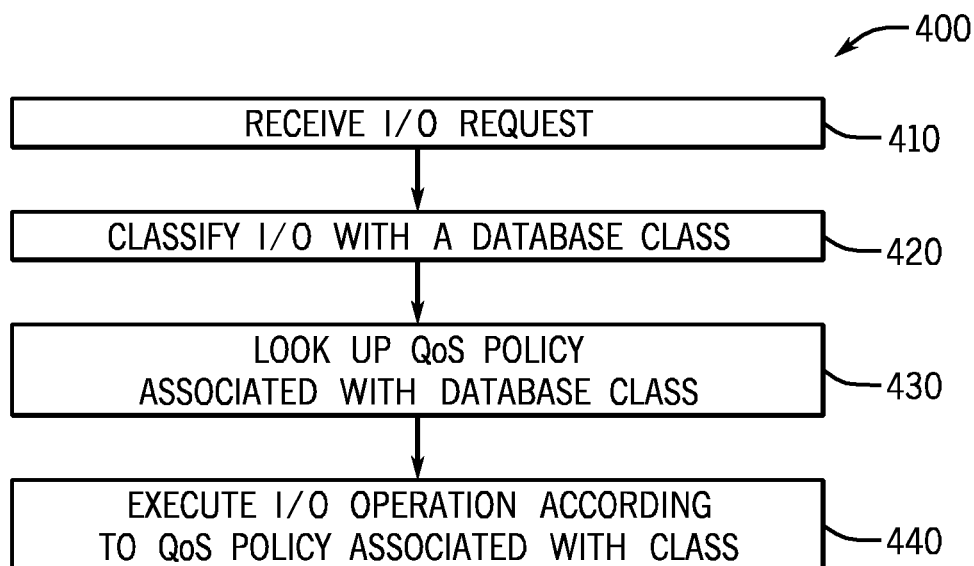 400
RECEIVE I/O REQUEST
410
CLASSIFY I/O WITH A DATABASE CLASS
420
LOOK UP QoS POLICY
ASSOCIATED WITH DATABASE CLASS
430
EXECUTE I/O OPERATION ACCORDING
TO QoS POLICY ASSOCIATED WITH CLASS
440